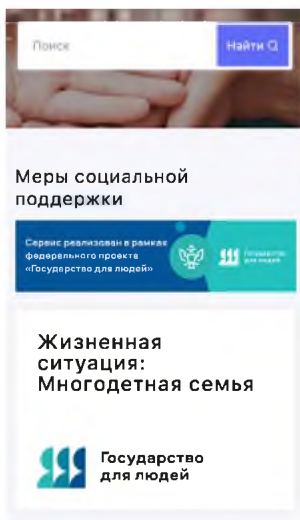 Поиск
Найти
Меры социальной
поддержки
Сервис реализован в рамках
федерального проекта
«Государство для людей»
Государство
для людей
Жизненная
ситуация:
Многодетная семья
Государство
для людей